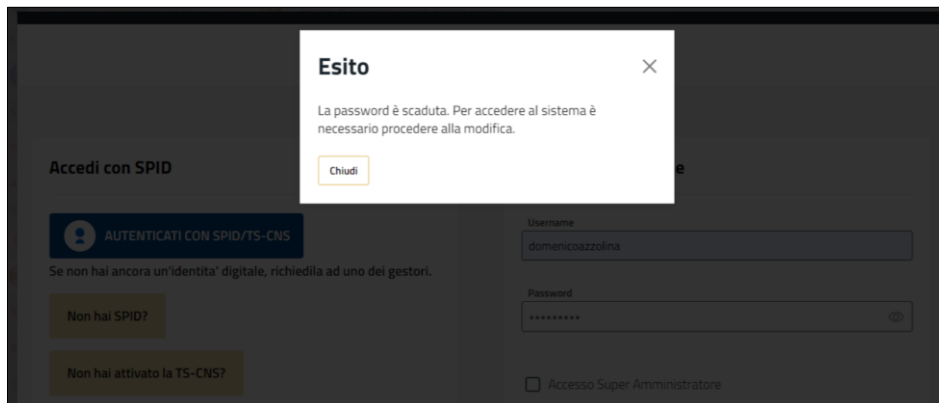 Esito
La password è scaduta. Per accedere al sistema è
necessario procedere alla modifica.
Chiudi
Accedi con SPID
AUTENTICATI CON SPID/TS-CNS
Se non hai ancora un'identita' digitale, richiedila ad uno dei gestori.
Non hai SPID?
Non hai attivato la TS-CNS?
Username
domenicoazzolina
Password
Accesso Super Amministratore